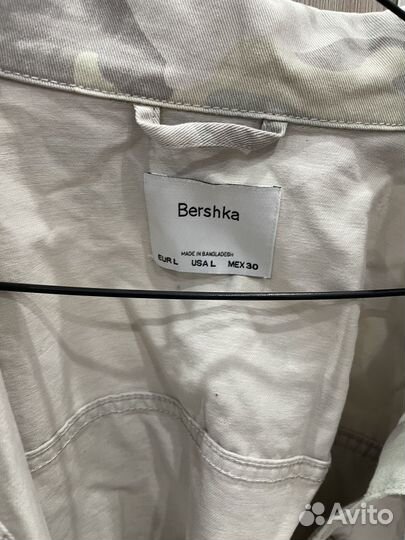 Bershka
MADE IN BANGLADESH
EUR L USA L MEX 30
Avito